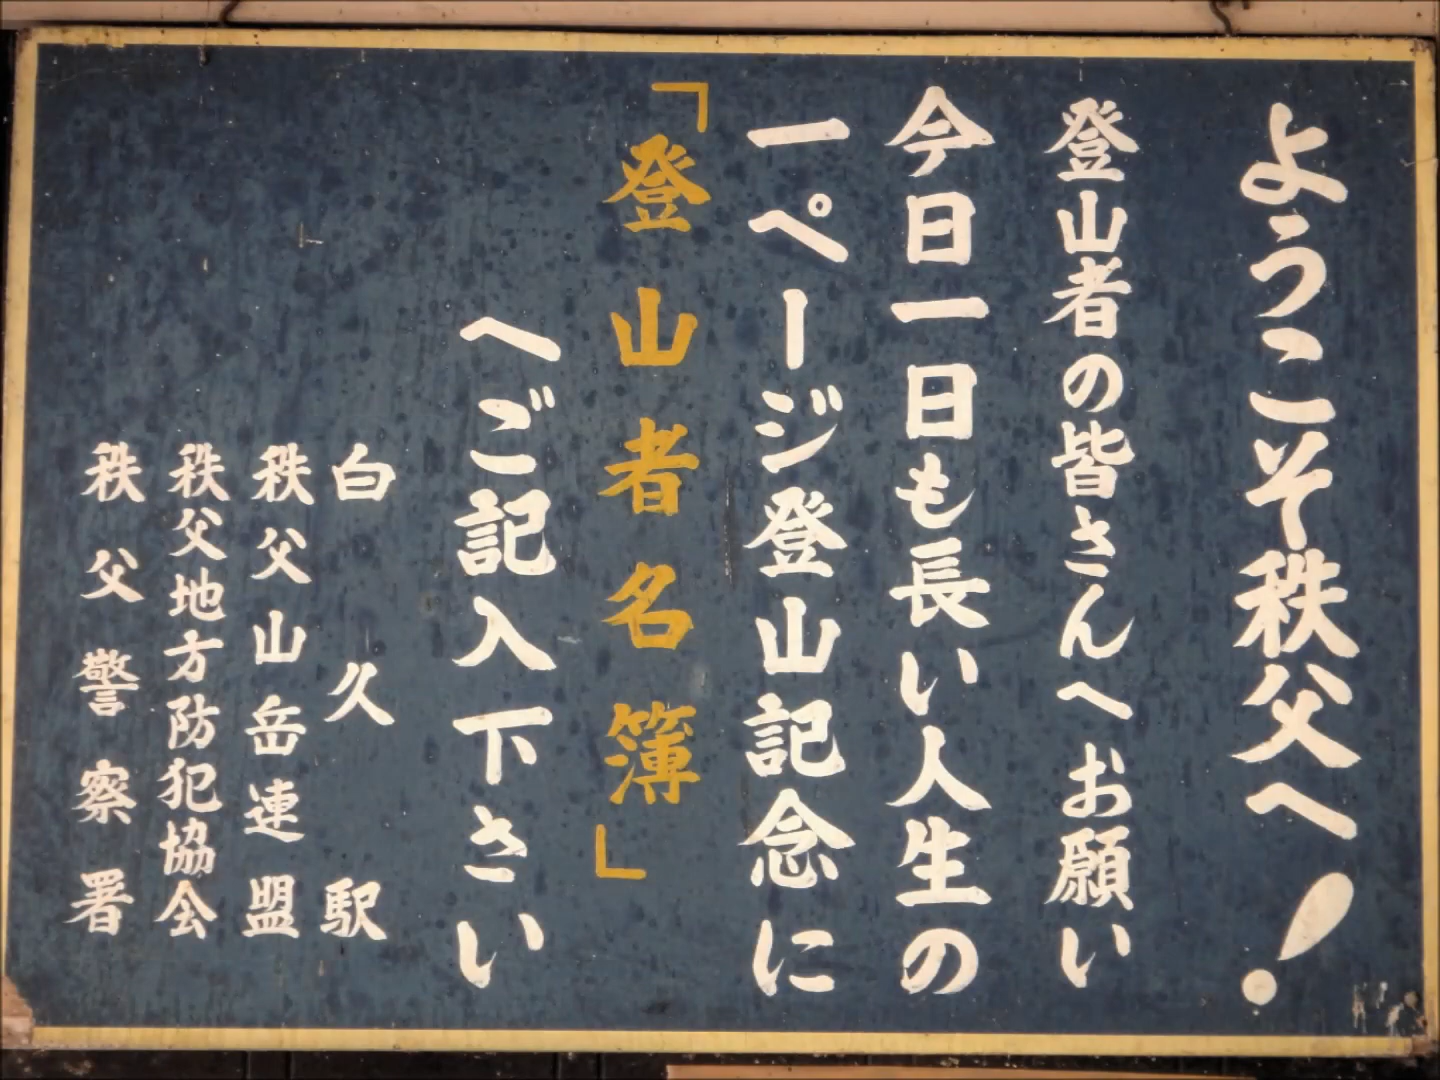 ようこそ秩父へ!
登山者の皆さんへお願い
今日一日も長い人生の
一ページ登山記念に
「登山者名簿」
へご記入下さい
白久駅
秩父山岳連盟
秩父地方防犯協会
秩父警察署